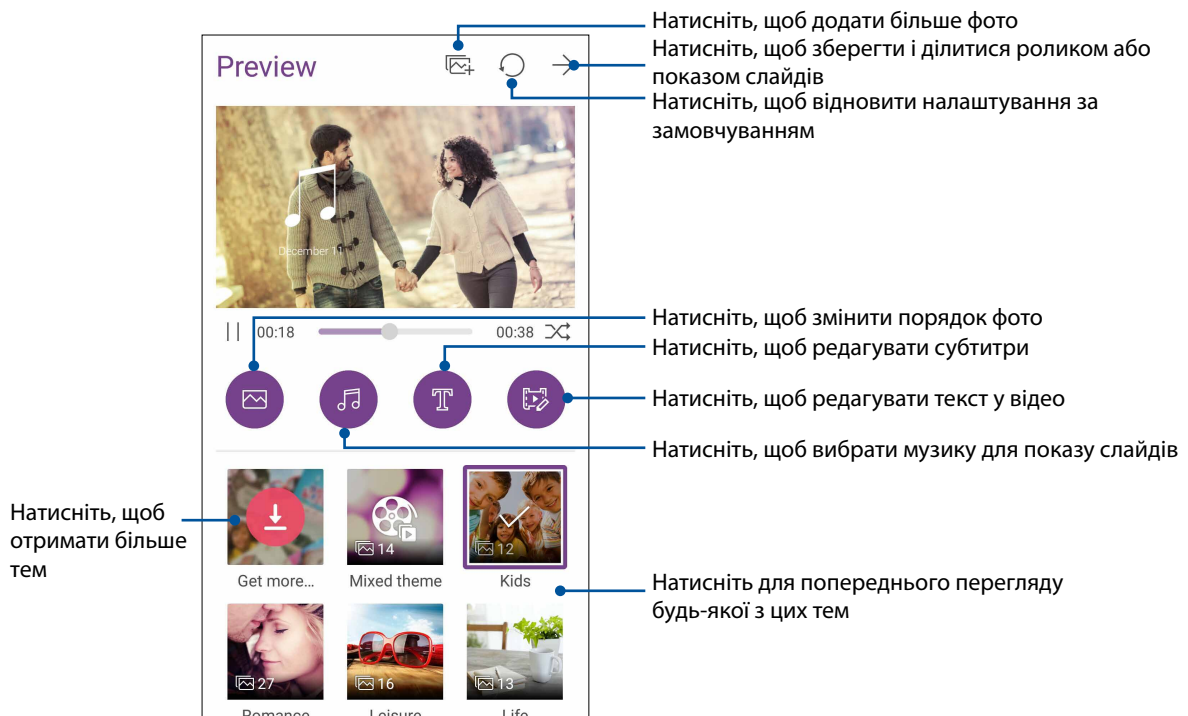 Натисніть, щоб додати більше фото
Натисніть, щоб зберегти і ділитися роликом або
показом слайдів
Натисніть, щоб відновити налаштування за
замовчуванням
Preview
December 11
00:18
00:38
Натисніть, щоб змінити порядок фото
Натисніть, щоб редагувати субтитри
Натисніть, щоб редагувати текст у відео
Натисніть, щоб вибрати музику для показу слайдів
Натисніть, щоб
отримати більше
тем
14
12
Get more...
Mixed theme
Kids
Натисніть для попереднього перегляду
будь-якої з цих тем
27
16
13
Romance
Leisure
Life